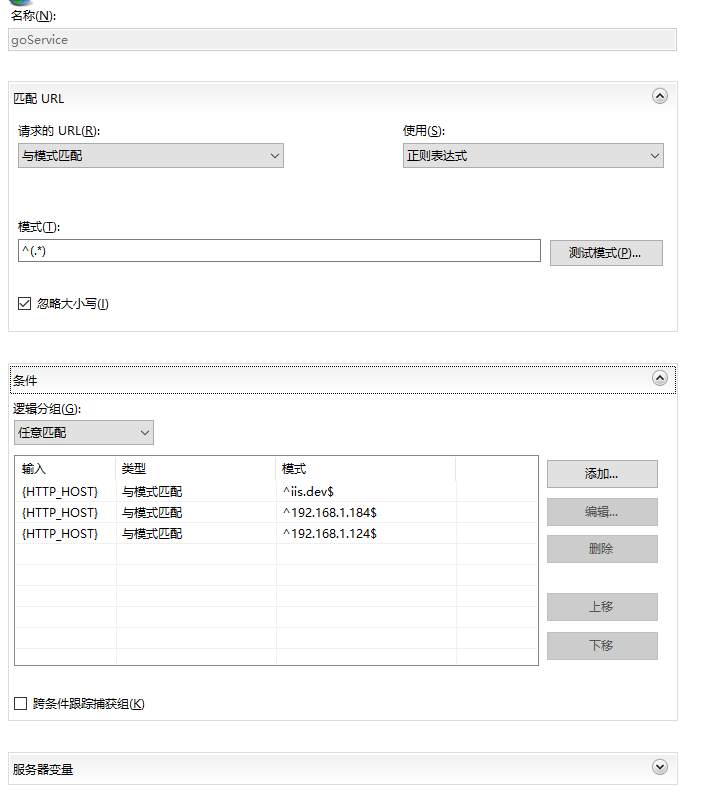 名称(N):
goService
匹配 URL
请求的 URL(R):
使用(S):
与模式匹配
正则表达式
模式(T):
^(.*)
测试模式(P)...
忽略大小写(I)
条件
逻辑分组(G):
任意匹配
输入 类型 模式
{HTTP_HOST} 与模式匹配 ^iis.dev$
{HTTP_HOST} 与模式匹配 ^192.168.1.184$
{HTTP_HOST} 与模式匹配 ^192.168.1.124$
添加...
编辑...
删除
上移
下移
跨条件跟踪捕获组(K)
服务器变量